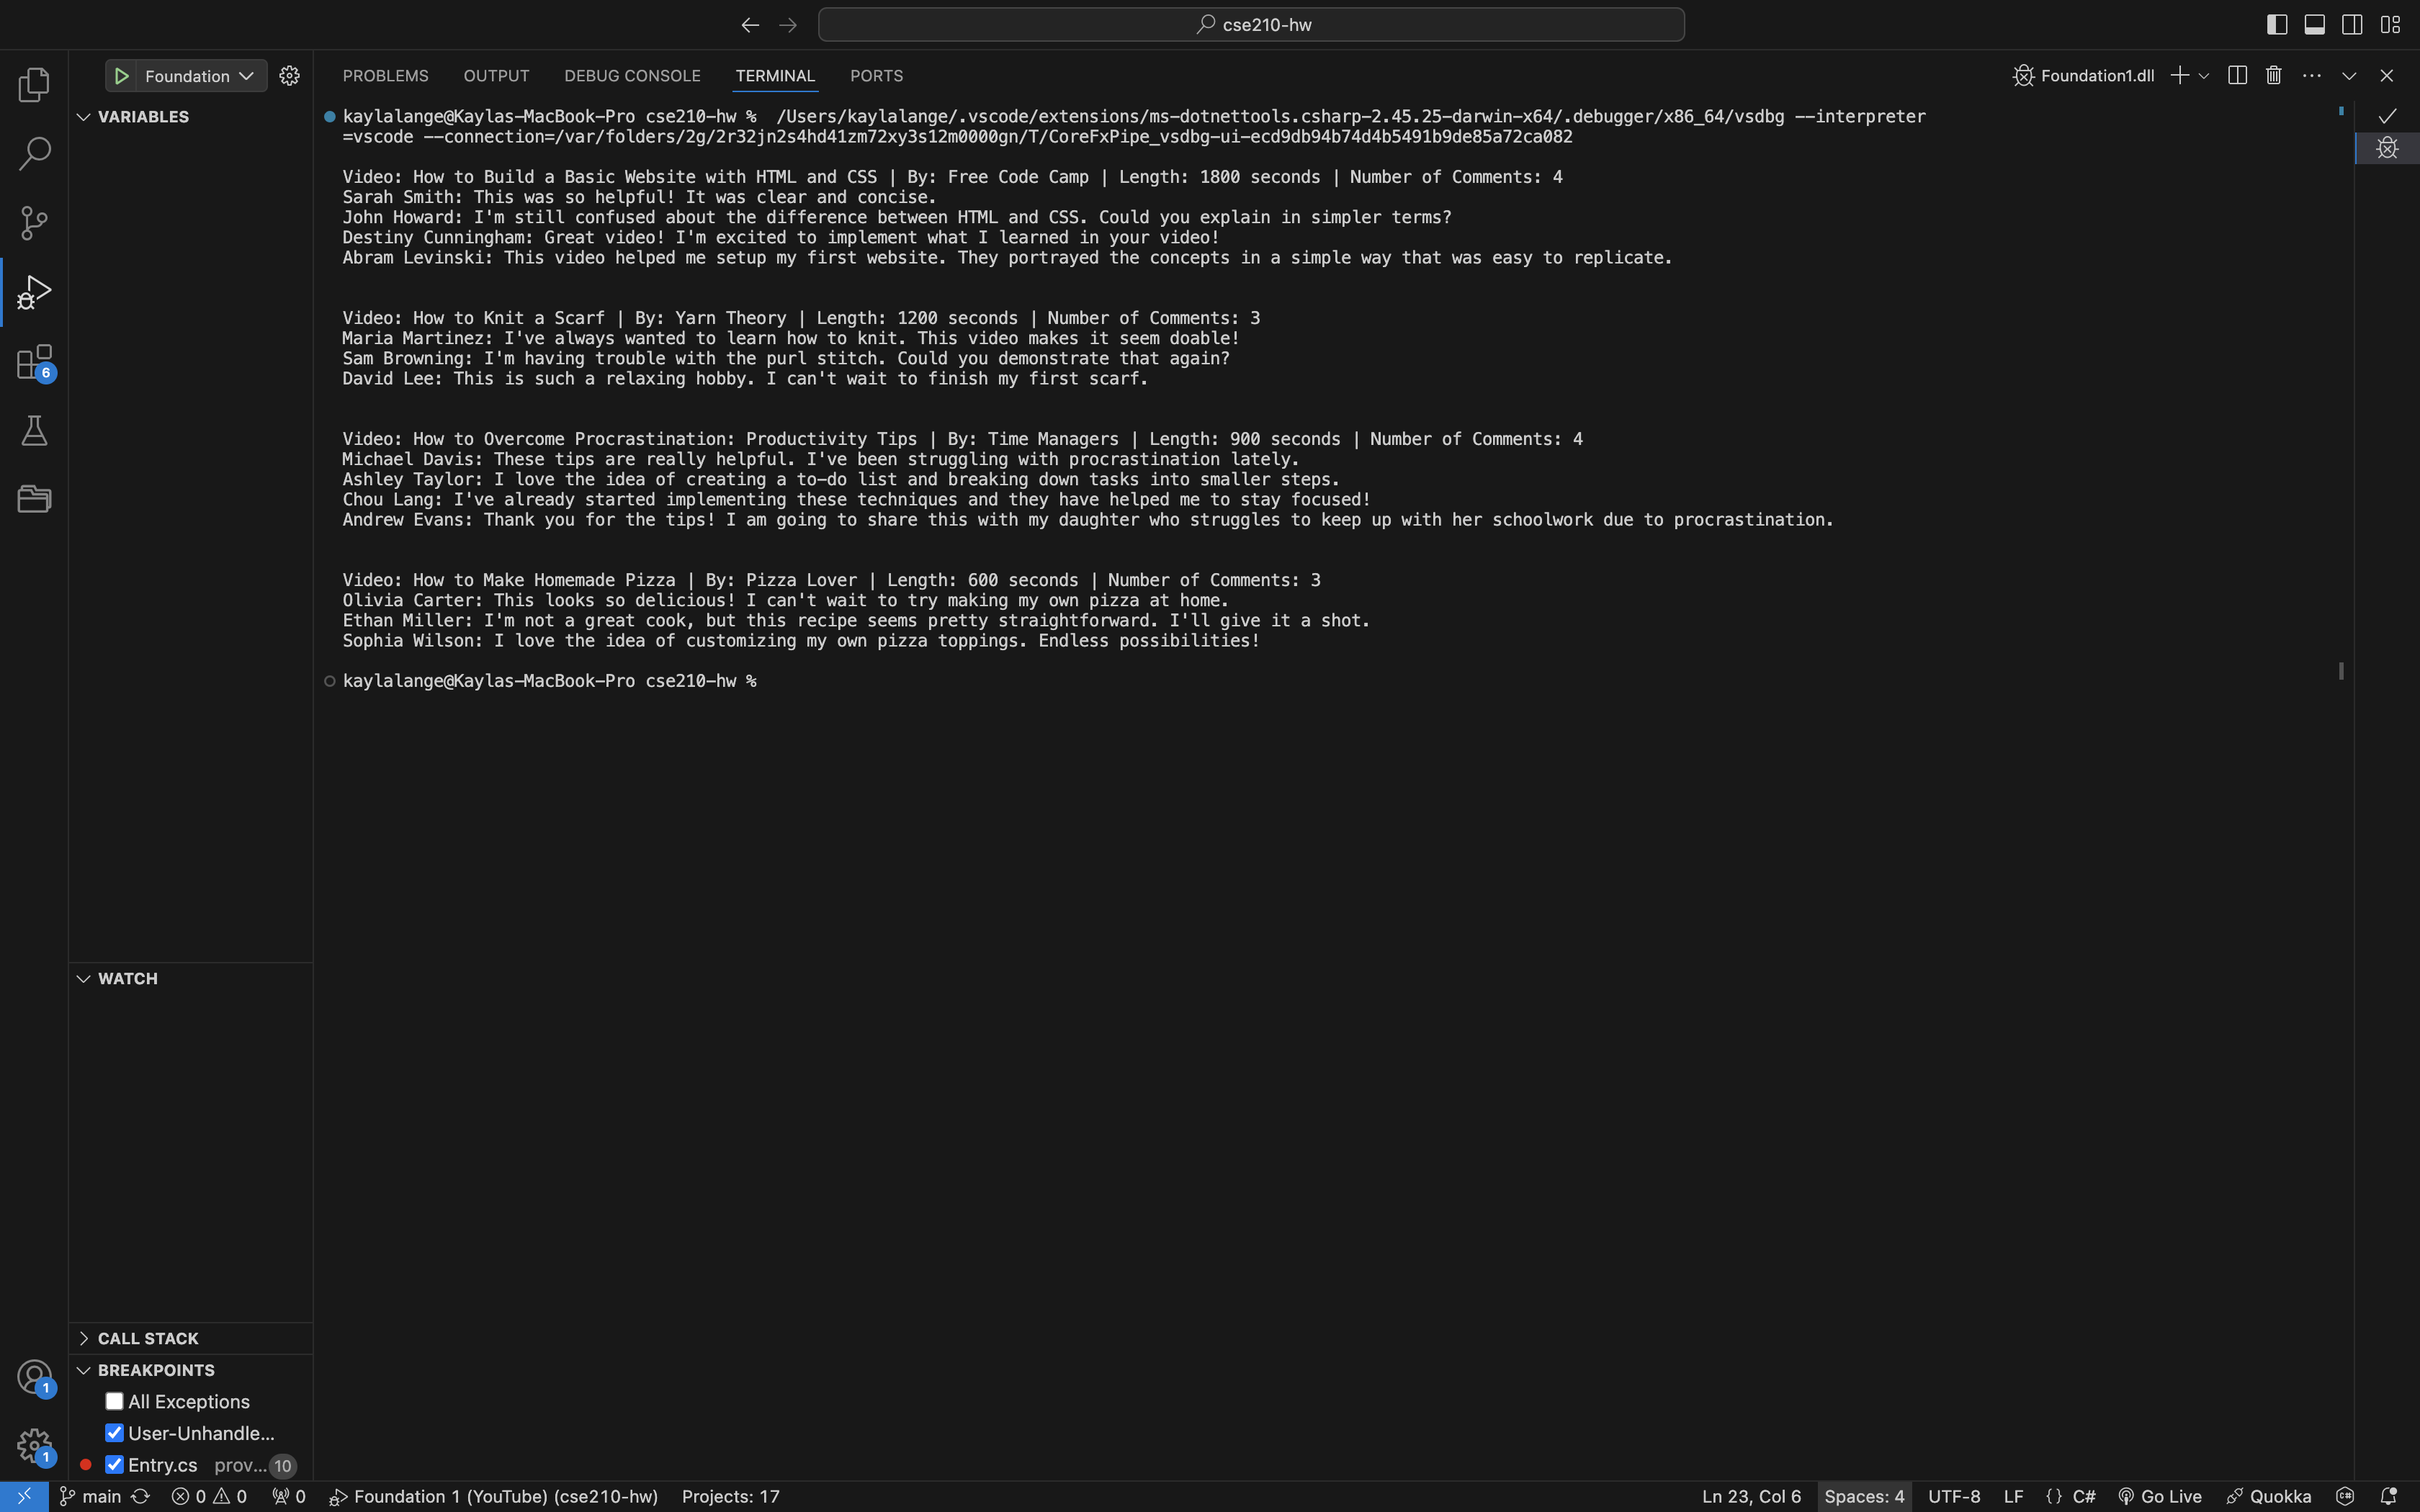 cse210-hw
Foundation
PROBLEMS OUTPUT DEBUG CONSOLE TERMINAL PORTS
Foundation1.dll
VARIABLES
kaylalange@Kaylas-MacBook-Pro cse210-hw %  /Users/kaylalange/.vscode/extensions/ms-dotnettools.csharp-2.45.25-darwin-x64/.debugger/x86_64/vsdbg --interpreter
=vscode --connection=/var/folders/2g/2r32jn2s4hd41zm72xy3s12m0000gn/T/CoreFxPipe_vsdbg-ui-ecd9db94b74d4b5491b9de85a72ca082
Video: How to Build a Basic Website with HTML and CSS | By: Free Code Camp | Length: 1800 seconds | Number of Comments: 4
Sarah Smith: This was so helpful! It was clear and concise.
John Howard: I'm still confused about the difference between HTML and CSS. Could you explain in simpler terms?
Destiny Cunningham: Great video! I'm excited to implement what I learned in your video!
Abram Levinski: This video helped me setup my first website. They portrayed the concepts in a simple way that was easy to replicate.
Video: How to Knit a Scarf | By: Yarn Theory | Length: 1200 seconds | Number of Comments: 3
Maria Martinez: I've always wanted to learn how to knit. This video makes it seem doable!
Sam Browning: I'm having trouble with the purl stitch. Could you demonstrate that again?
David Lee: This is such a relaxing hobby. I can't wait to finish my first scarf.
Video: How to Overcome Procrastination: Productivity Tips | By: Time Managers | Length: 900 seconds | Number of Comments: 4
Michael Davis: These tips are really helpful. I've been struggling with procrastination lately.
Ashley Taylor: I love the idea of creating a to-do list and breaking down tasks into smaller steps.
Chou Lang: I've already started implementing these techniques and they have helped me to stay focused!
Andrew Evans: Thank you for the tips! I am going to share this with my daughter who struggles to keep up with her schoolwork due to procrastination.
Video: How to Make Homemade Pizza | By: Pizza Lover | Length: 600 seconds | Number of Comments: 3
Olivia Carter: This looks so delicious! I can't wait to try making my own pizza at home.
Ethan Miller: I'm not a great cook, but this recipe seems pretty straightforward. I'll give it a shot.
Sophia Wilson: I love the idea of customizing my own pizza toppings. Endless possibilities!
kaylalange@Kaylas-MacBook-Pro cse210-hw %
6
WATCH
CALL STACK
BREAKPOINTS
All Exceptions
User-Unhandle...
Entry.cs prov... 10
1
1
main 0 0 0 Foundation 1 (YouTube) (cse210-hw) Projects: 17 Ln 23, Col 6 Spaces: 4 UTF-8 LF {} C# Go Live Quokka